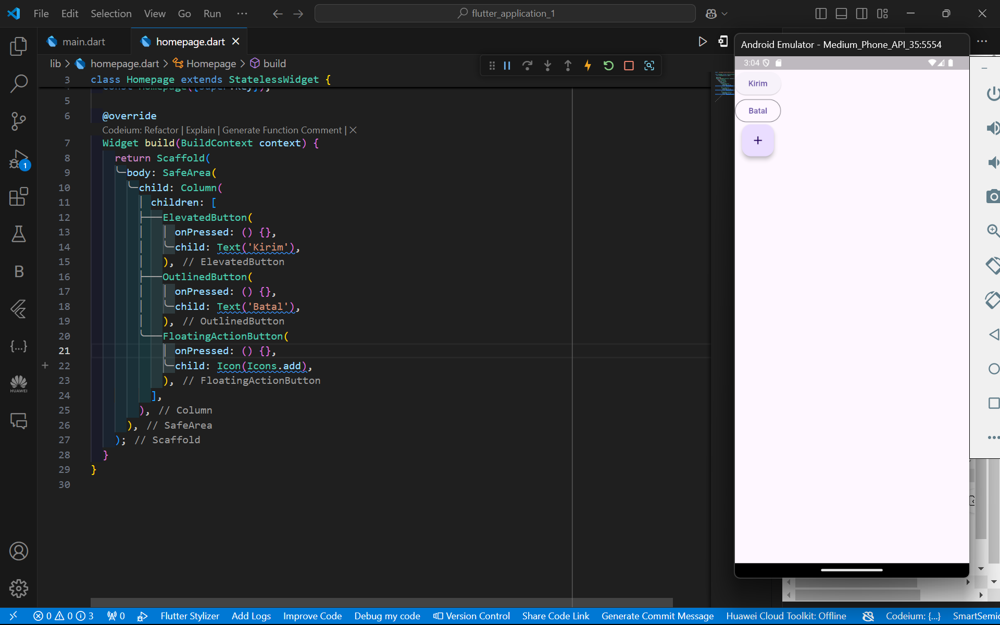 File Edit Selection View Go Run ···
flutter_application_1
main.dart
homepage.dart
lib > homepage.dart > Homepage > build
3 class Homepage extends StatelessWidget {
5
6 @override
Codeium: Refactor | Explain | Generate Function Comment | X
7 Widget build(BuildContext context) {
8 return Scaffold(
9 body: SafeArea(
10 child: Column(
11 children: [
12 ElevatedButton(
13 onPressed: () {},
14 child: Text('Kirim'),
15 ), // ElevatedButton
16 OutlinedButton(
17 onPressed: () {},
18 child: Text('Batal'),
19 ), // OutlinedButton
20 FloatingActionButton(
21 onPressed: () {},
22 child: Icon(Icons.add),
23 ), // FloatingActionButton
24 ],
25 ), // Column
26 ), // SafeArea
27 ); // Scaffold
28 }
29 }
30
1
B
{...}
HUAWEI
Android Emulator - Medium_Phone_API_35:5554
3:04
Kirim
Batal
+
0 0 3 0 Flutter Stylizer Add Logs Improve Code Debug my code Version Control Share Code Link Generate Commit Message Huawei Cloud Toolkit: Offline Codeium: {...}